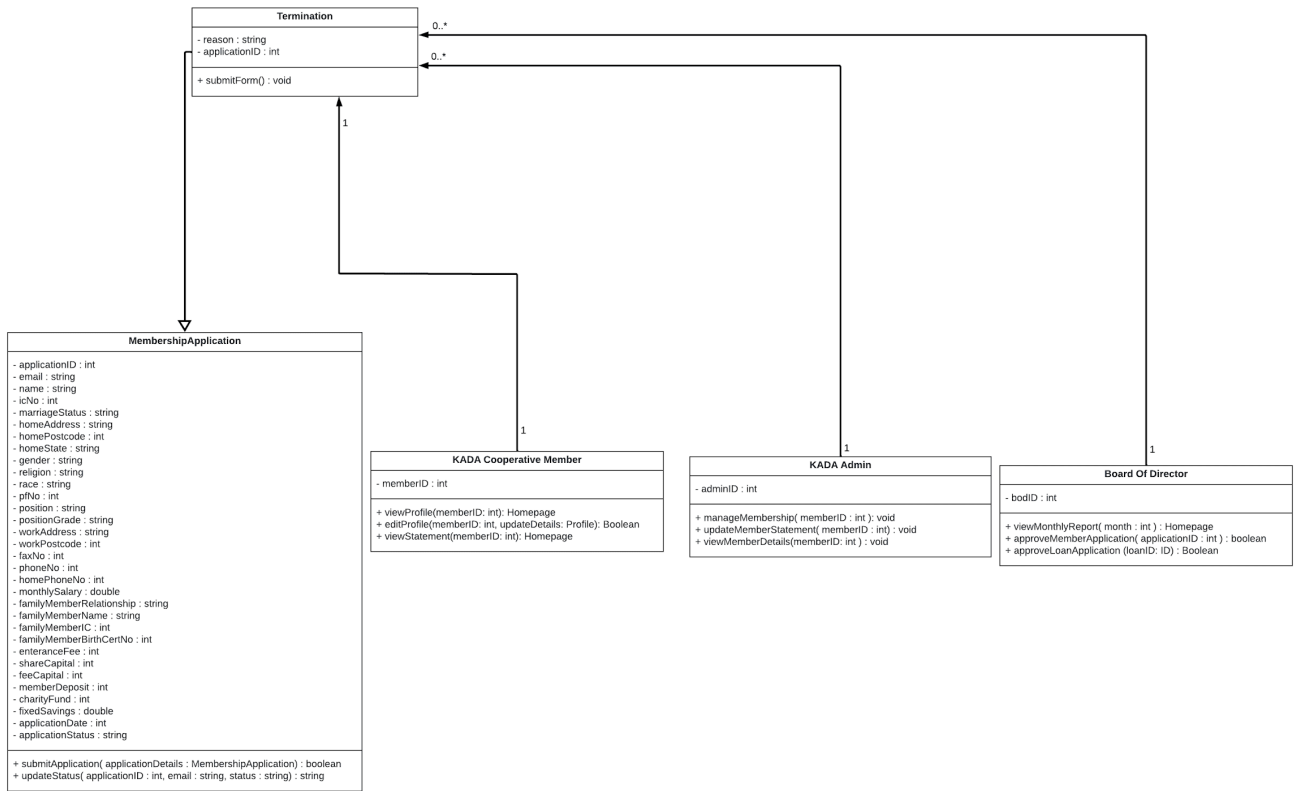 Termination
- reason : string
- applicationID : int
+ submitForm() : void
0..*
0..*
1
MembershipApplication
- applicationID : int
- email : string
- name : string
- icNo : int
- marriageStatus : string
- homeAddress : string
- homePostcode : int
- homeState : string
- gender : string
- religion : string
- race : string
- pfNo : int
- position : string
- positionGrade : string
- workAddress : string
- workPostcode : int
- faxNo : int
- phoneNo : int
- homePhoneNo : int
- monthlySalary : double
- familyMemberRelationship : string
- familyMemberName : string
- familyMemberIC : int
- familyMemberBirthCertNo : int
- enteranceFee : int
- shareCapital : int
- feeCapital : int
- memberDeposit : int
- charityFund : int
- fixedSavings : double
- applicationDate : int
- applicationStatus : string
+ submitApplication( applicationDetails : MembershipApplication) : boolean
+ updateStatus( applicationID : int, email : string, status : string) : string
1
KADA Cooperative Member
- memberID : int
+ viewProfile(memberID: int): Homepage
+ editProfile(memberID: int, updateDetails: Profile): Boolean
+ viewStatement(memberID: int): Homepage
1
KADA Admin
- adminID : int
+ manageMembership( memberID : int ): void
+ updateMemberStatement( memberID : int) : void
+ viewMemberDetails(memberID: int ) : void
1
Board Of Director
- bodID : int
+ viewMonthlyReport( month : int ) : Homepage
+ approveMemberApplication( applicationID : int ) : boolean
+ approveLoanApplication (loanID: ID) : Boolean